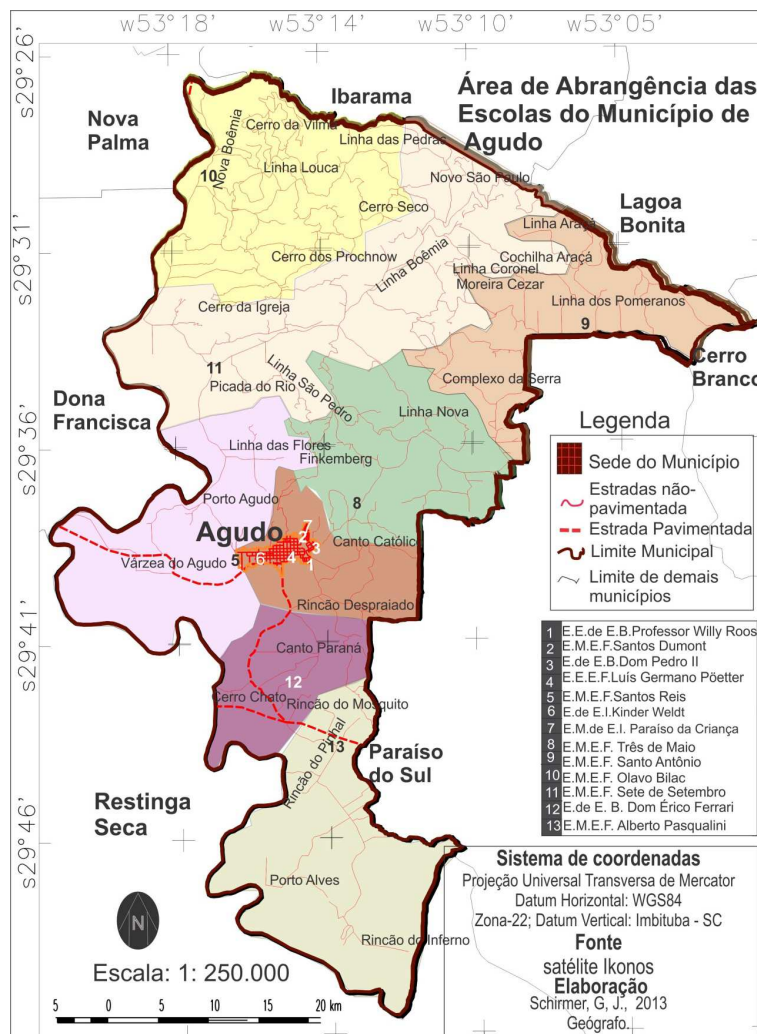 w53°18' w53°14' w53°10' w53°05'
s29°26'
s29°31'
s29°36'
s29°41'
s29°46'
Área de Abrangência das
Escolas do Município de
Agudo
Nova
Palma
Ibarama
Lagoa
Bonita
Cerro
Branco
Dona
Francisca
Paraíso
do Sul
Restinga
Seca
Cerro da Vilma
Linha das Pedras
Nova Boêmia
10
Linha Louca
Novo São Paulo
Cerro Seco
Linha Araçá
Cerro dos Prochnow
Linha Boêmia
Cochilha Araçá
Linha Coronel
Moreira Cezar
Linha dos Pomeranos
9
Cerro da Igreja
11
Picada do Rio
Linha São Pedro
Complexo da Serra
Linha Nova
Linha das Flores
Finkemberg
Porto Agudo
8
Agudo
7
2
3
Canto Católico
Várzea do Agudo
5
6
4
1
Rincão Despraiado
Canto Paraná
12
Cerro Chato
Rincão do Mosquito
13
Rincão do Pinhal
Porto Alves
Rincão do Inferno
Legenda
Sede do Município
Estradas não-
pavimentada
Estrada Pavimentada
Limite Municipal
Limite de demais
municípios
1 E.E.de E.B.Professor Willy Roos
2 E.M.E.F.Santos Dumont
3 E.de E.B.Dom Pedro II
4 E.E.E.F.Luís Germano Pöetter
5 E.M.E.F.Santos Reis
6 E.de E.I.Kinder Weldt
7 E.M.de E.I. Paraíso da Criança
8 E.M.E.F. Três de Maio
9 E.M.E.F. Santo Antônio
10 E.M.E.F. Olavo Bilac
11 E.M.E.F. Sete de Setembro
12 E.de E. B. Dom Érico Ferrari
13 E.M.E.F. Alberto Pasqualini
Sistema de coordenadas
Projeção Universal Transversa de Mercator
Datum Horizontal: WGS84
Zona-22; Datum Vertical: Imbituba - SC
Fonte
satélite Ikonos
Elaboração
Schirmer, G, J., 2013
Geógrafo.
N
Escala: 1: 250.000
5 0 5 10 15 20 km